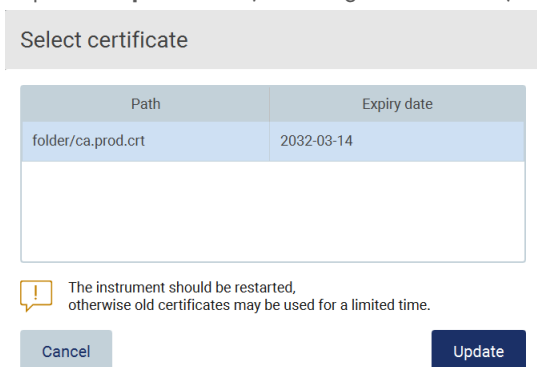 Select certificate
Path Expiry date
folder/ca.prod.crt 2032-03-14
! The instrument should be restarted,
otherwise old certificates may be used for a limited time.
Cancel Update